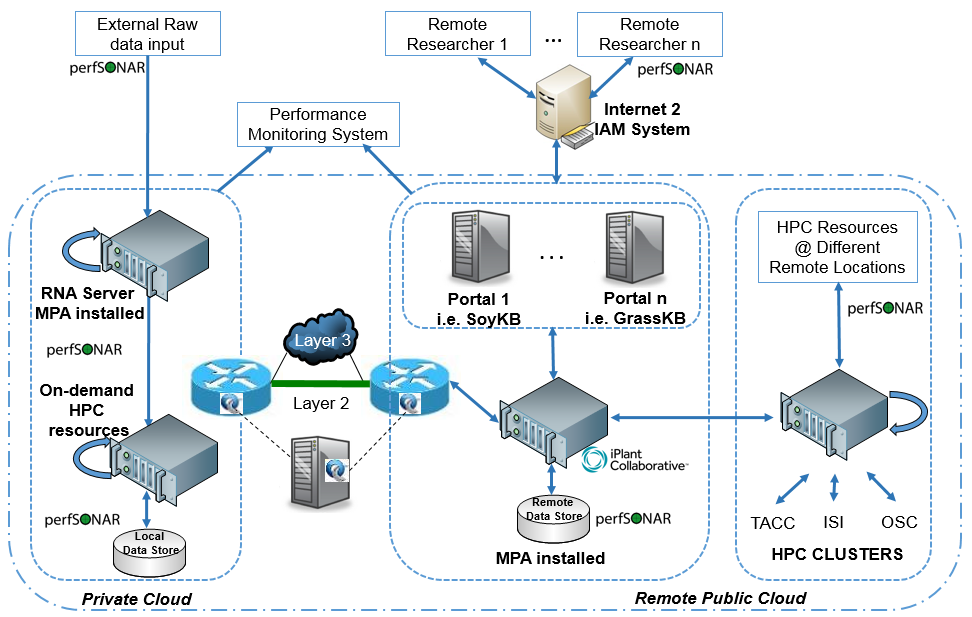 External Raw
data input
perfSONAR
Remote
Researcher 1
...
Remote
Researcher n
perfSONAR
Internet 2
IAM System
Performance
Monitoring System
RNA Server
MPA installed
perfSONAR
On-demand
HPC
resources
perfSONAR
Local
Data Store
Private Cloud
Layer 3
Layer 2
Portal 1
i.e. SoyKB
...
Portal n
i.e. GrassKB
iPlant
Collaborative™
Remote
Data Store
perfSONAR
MPA installed
Remote Public Cloud
HPC Resources
@ Different
Remote Locations
perfSONAR
TACC
ISI
OSC
HPC CLUSTERS